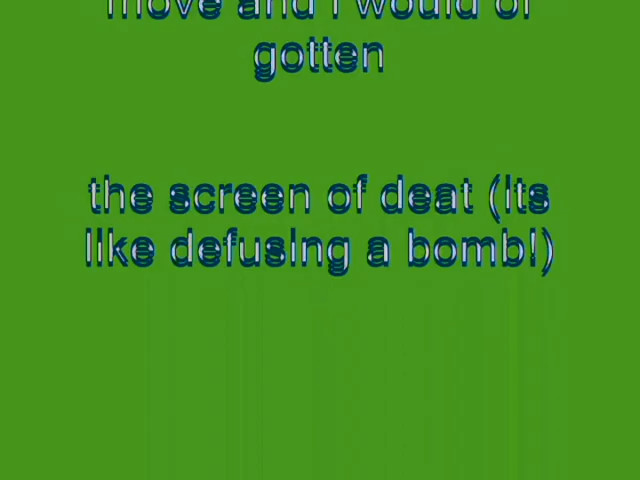 move and i would of
gotten
the screen of deat (its
like defusing a bomb!)